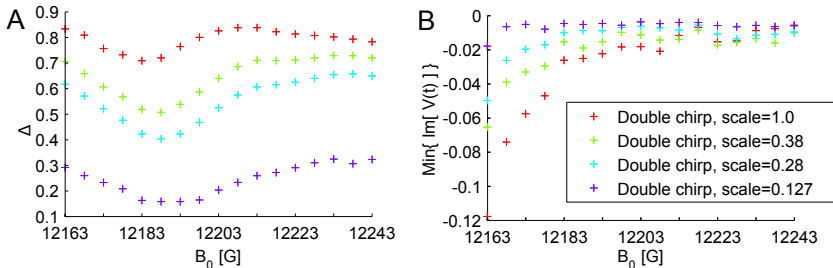 A
0.9
0.8
0.7
0.6
0.5
0.4
0.3
0.2
0.1
Δ
12163 12183 12203 12223 12243
B0 [G]
B
0
-0.02
-0.04
-0.06
-0.08
-0.1
-0.12
Min{ Im[ V(t) ] }
Double chirp, scale=1.0
Double chirp, scale=0.38
Double chirp, scale=0.28
Double chirp, scale=0.127
12163 12183 12203 12223 12243
B0 [G]